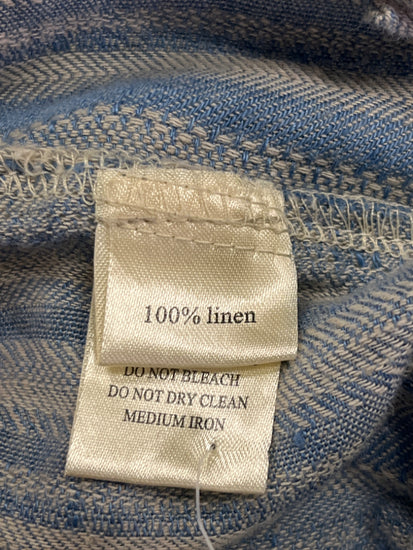 100% linen
DO NOT BLEACH
DO NOT DRY CLEAN
MEDIUM IRON